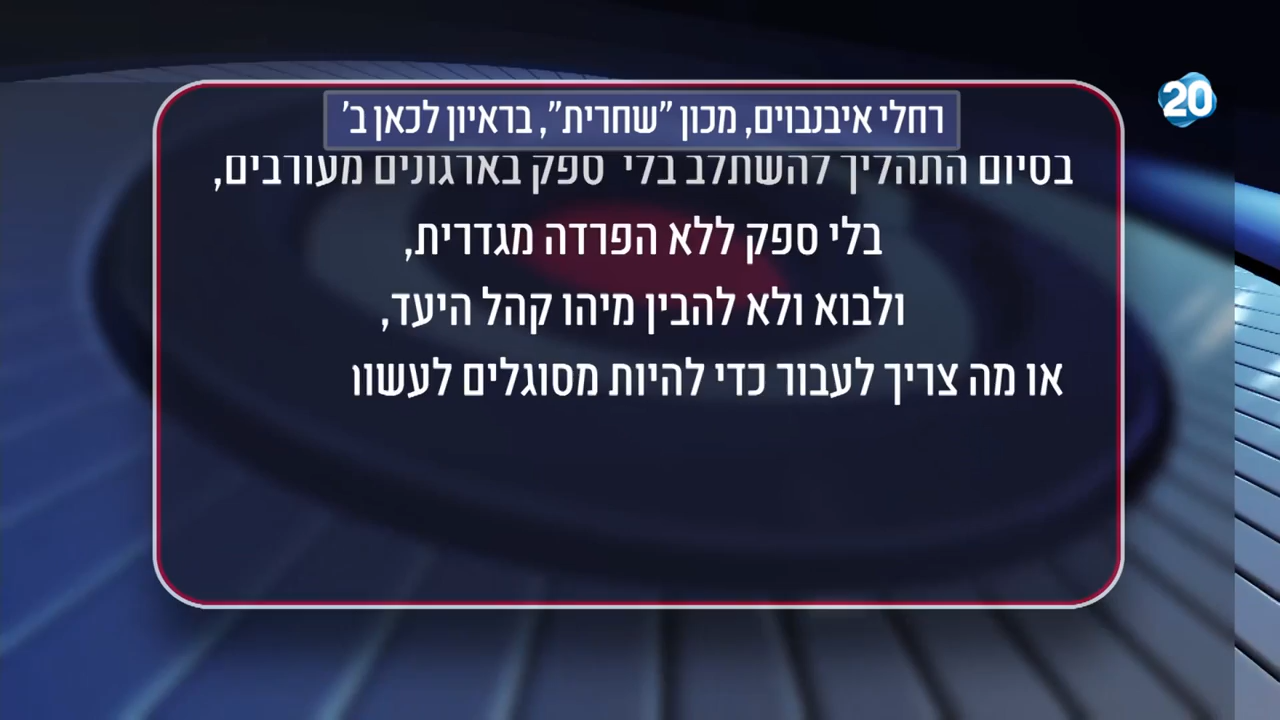 20
רחלי איבנבוים, מכון "שחרית", בראיון לכאן ב'
בסיום התהליך להשתלב בלי ספק בארגונים מעורבים,
בלי ספק ללא הפרדה מגדרית,
ולבוא ולא להבין מיהו קהל היעד,
או מה צריך לעבור כדי להיות מסוגלים לעשות